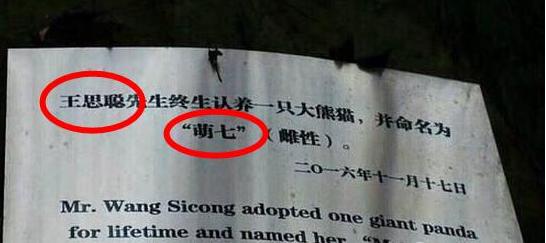 王思聪先生终生认养一只大熊猫，并命名为
“萌七”（雌性）。
二○一六年十一月十七日
Mr. Wang Sicong adopted one giant panda
for lifetime and named her